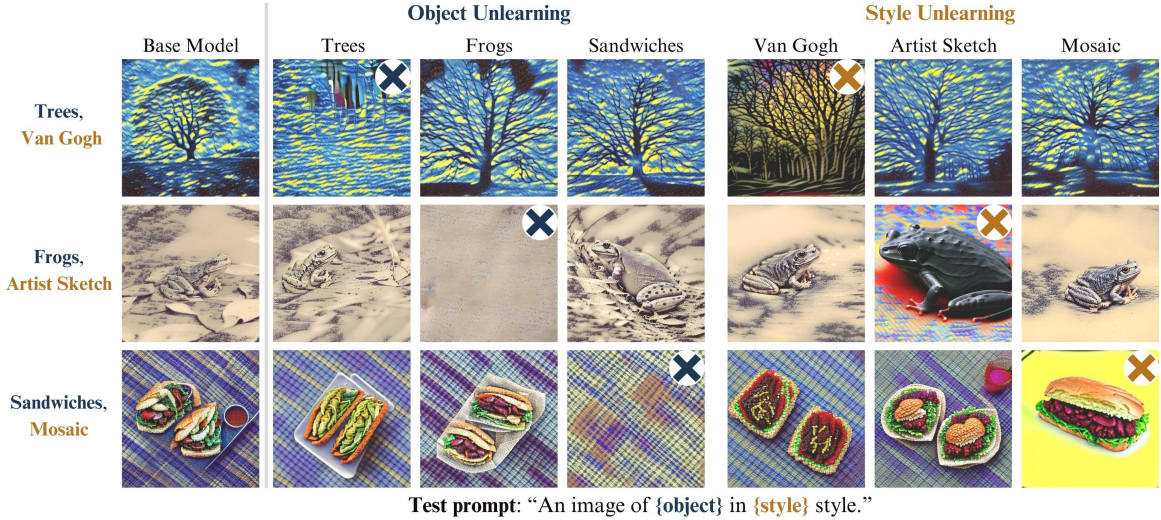 Object Unlearning Style Unlearning
Base Model Trees Frogs Sandwiches Van Gogh Artist Sketch Mosaic
Trees,
Van Gogh
Frogs,
Artist Sketch
Sandwiches,
Mosaic
Test prompt: “An image of {object} in {style} style.”